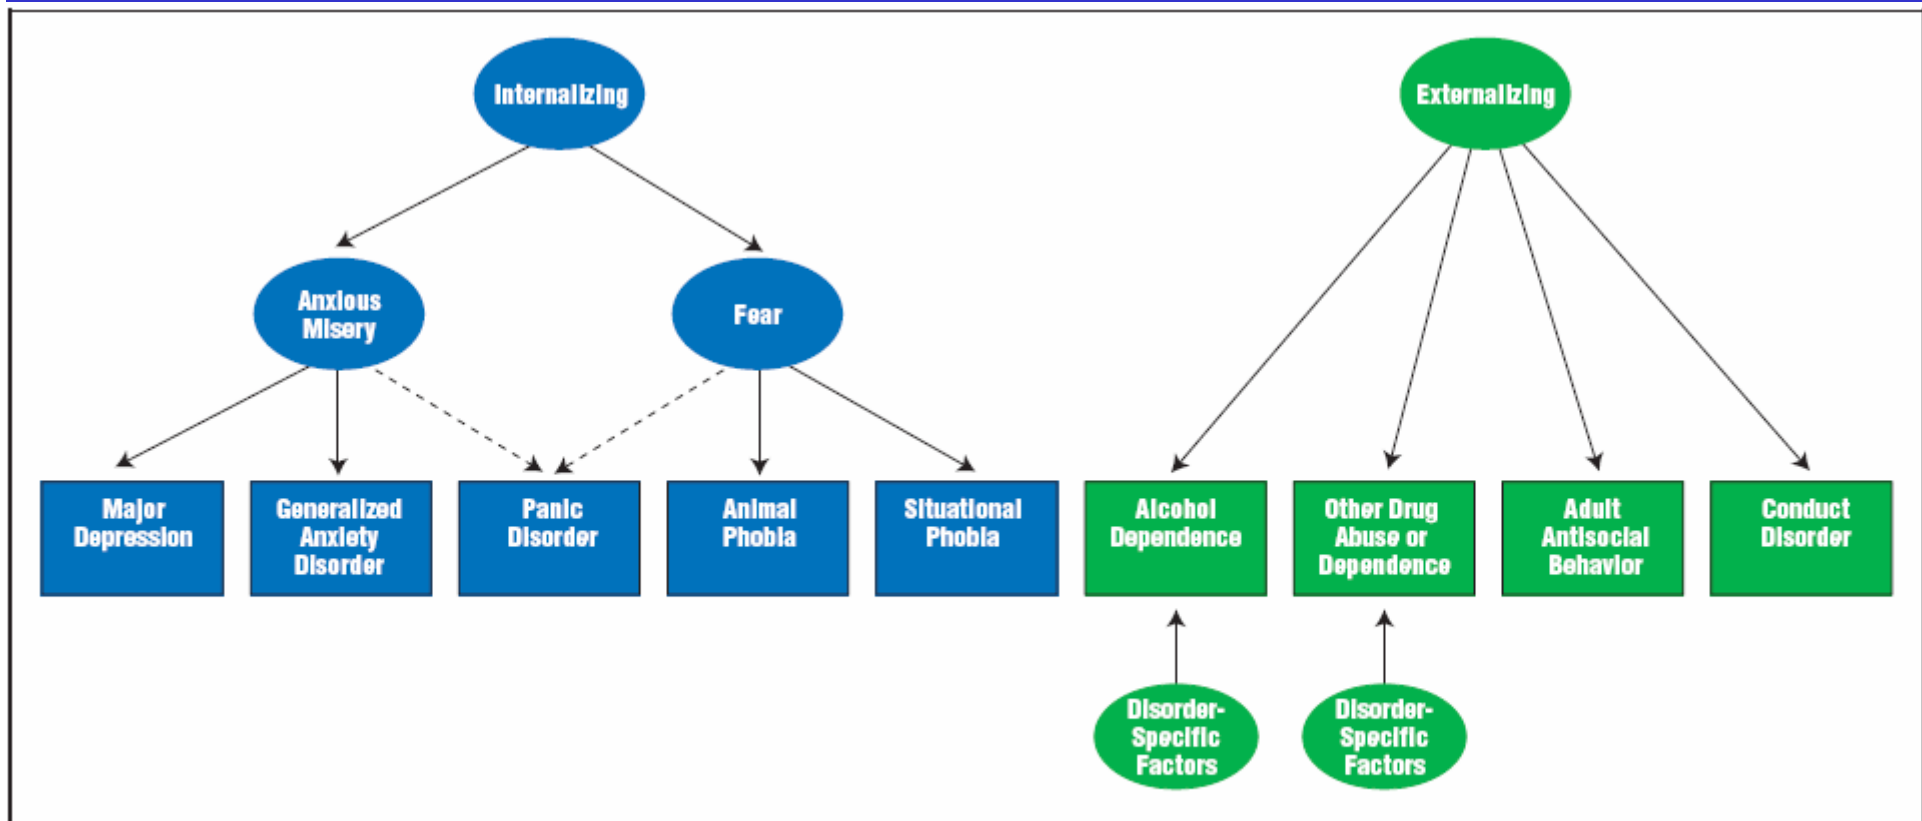 Internalizing
Externalizing
Anxious
Misery
Fear
Major
Depression
Generalized
Anxiety
Disorder
Panic
Disorder
Animal
Phobia
Situational
Phobia
Alcohol
Dependence
Other Drug
Abuse or
Dependence
Adult
Antisocial
Behavior
Conduct
Disorder
Disorder-
Specific
Factors
Disorder-
Specific
Factors